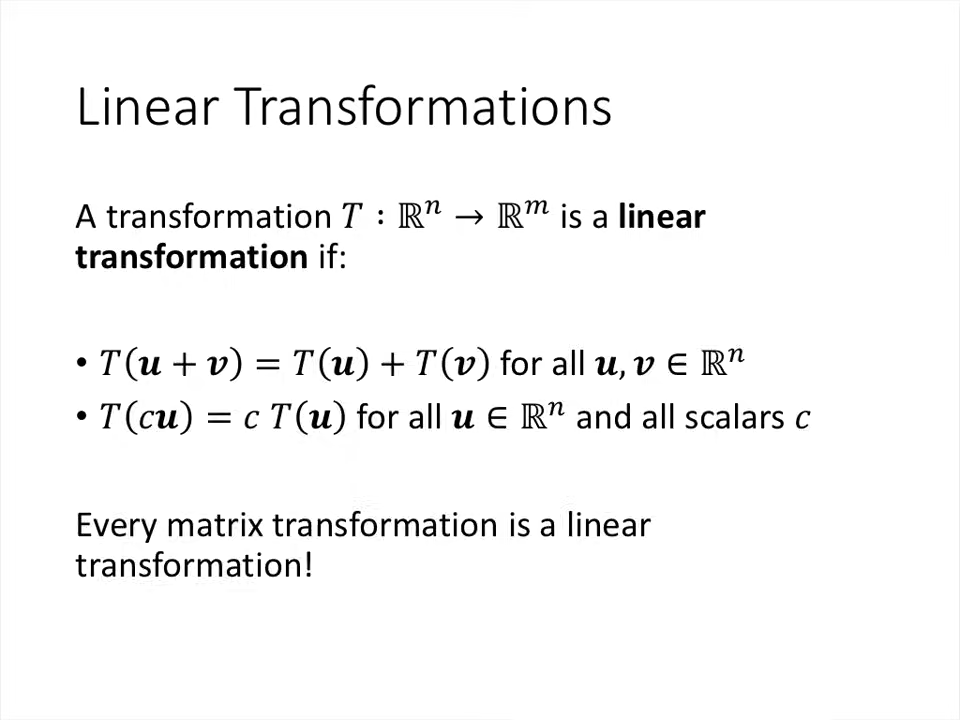 Linear Transformations
A transformation 𝑇 : ℝⁿ → ℝᵐ is a linear
transformation if:
• 𝑇(𝒖 + 𝒗) = 𝑇(𝒖) + 𝑇(𝒗) for all 𝒖, 𝒗 ∈ ℝⁿ
• 𝑇(𝑐𝒖) = 𝑐 𝑇(𝒖) for all 𝒖 ∈ ℝⁿ and all scalars 𝑐
Every matrix transformation is a linear
transformation!